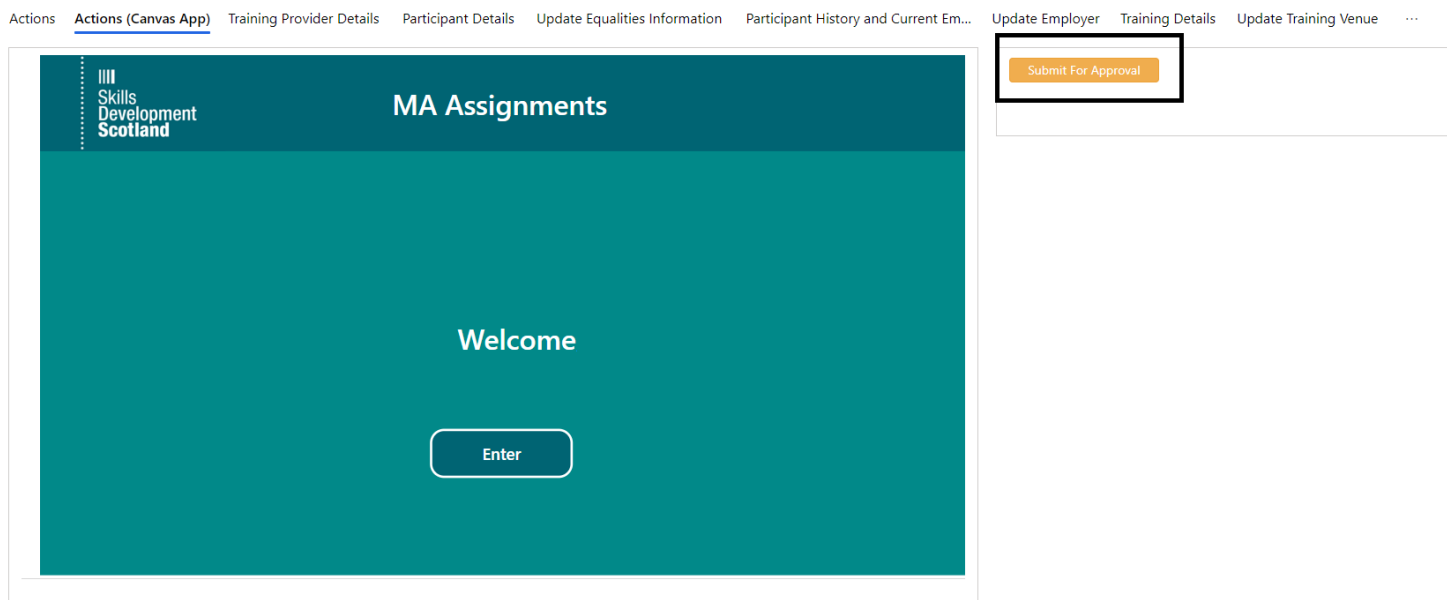 Actions Actions (Canvas App) Training Provider Details Participant Details Update Equalities Information Participant History and Current Em... Update Employer Training Details Update Training Venue ...
Submit For Approval
Skills
Development
Scotland
MA Assignments
Welcome
Enter